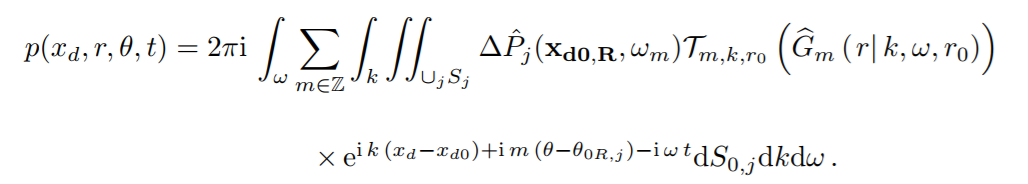 p(x_d, r, θ, t) = 2πi ∫_ω ∑_{m∈ℤ} ∫_k ∬_{∪_j S_j} ΔP̂_j(𝐱_{𝐝𝟎,𝐑}, ω_m) 𝒯_{m,k,r_0} (Ĝ_m (r| k, ω, r_0))
× e^{i k (x_d−x_{d0})+i m (θ−θ_{0R,j})−i ω t} dS_{0,j} dk dω .